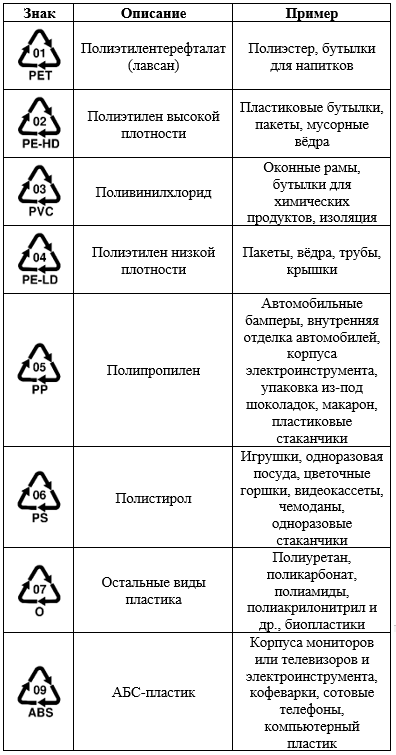 Знак Описание Пример
01
PET
Полиэтилентерефталат
(лавсан)
Полиэстер, бутылки
для напитков
02
PE-HD
Полиэтилен высокой
плотности
Пластиковые бутылки,
пакеты, мусорные
вёдра
03
PVC
Поливинилхлорид
Оконные рамы,
бутылки для
химических
продуктов, изоляция
04
PE-LD
Полиэтилен низкой
плотности
Пакеты, вёдра, трубы,
крышки
05
PP
Полипропилен
Автомобильные
бамперы, внутренняя
отделка автомобилей,
корпуса
электроинструмента,
упаковка из-под
шоколадок, макарон,
пластиковые
стаканчики
06
PS
Полистирол
Игрушки, одноразовая
посуда, цветочные
горшки, видеокассеты,
чемоданы,
одноразовые
стаканчики
07
O
Остальные виды
пластика
Полиуретан,
поликарбонат,
полиамиды,
полиакрилонитрил и
др., биопластики
09
ABS
АБС-пластик
Корпуса мониторов
или телевизоров и
электроинструмента,
кофеварки, сотовые
телефоны,
компьютерный
пластик